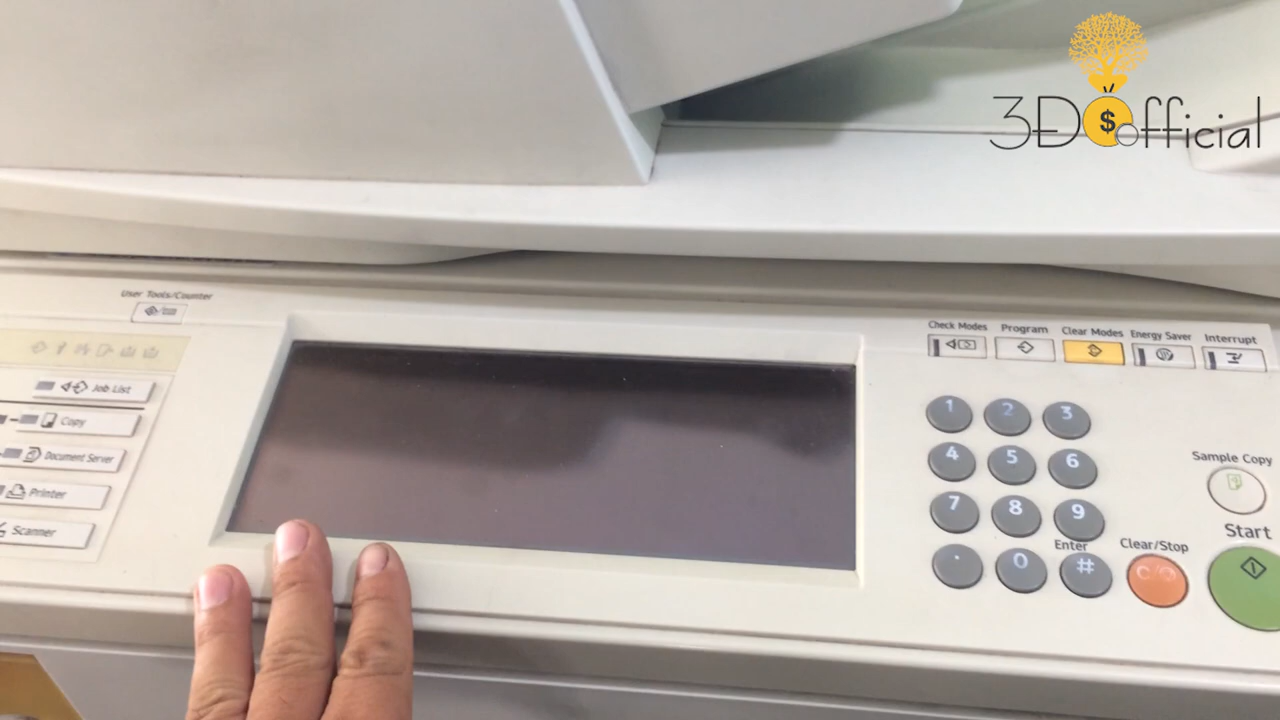 3D$official
User Tools/Counter
Check Modes
Program
Clear Modes
Energy Saver
Interrupt
Job List
Copy
Document Server
Printer
Scanner
1 2 3
4 5 6
7 8 9
. 0 #
Enter
Clear/Stop
C/
Sample Copy
Start